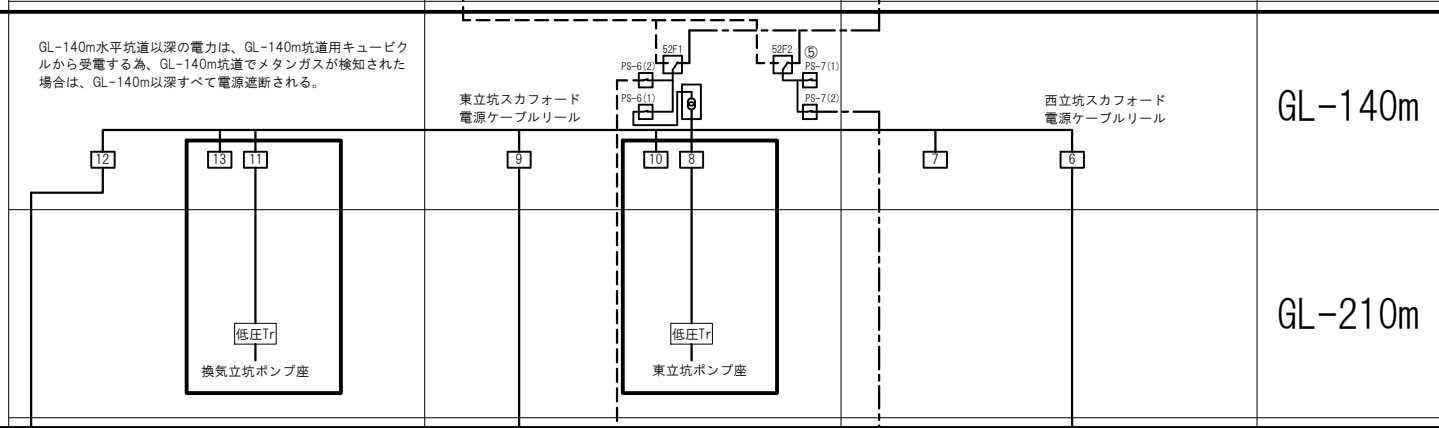 GL-140m水平坑道以深の電力は、GL-140m坑道用キュービク
ルから受電する為、GL-140m坑道でメタンガスが検知された
場合は、GL-140m以深すべて電源遮断される。
52F1
52F2
⑤
PS-6(2)
PS-7(1)
PS-6(1)
PS-7(2)
東立坑スカフォード
電源ケーブルリール
西立坑スカフォード
電源ケーブルリール
GL-140m
12
13
11
9
10
8
7
6
GL-210m
低圧Tr
低圧Tr
換気立坑ポンプ座
東立坑ポンプ座